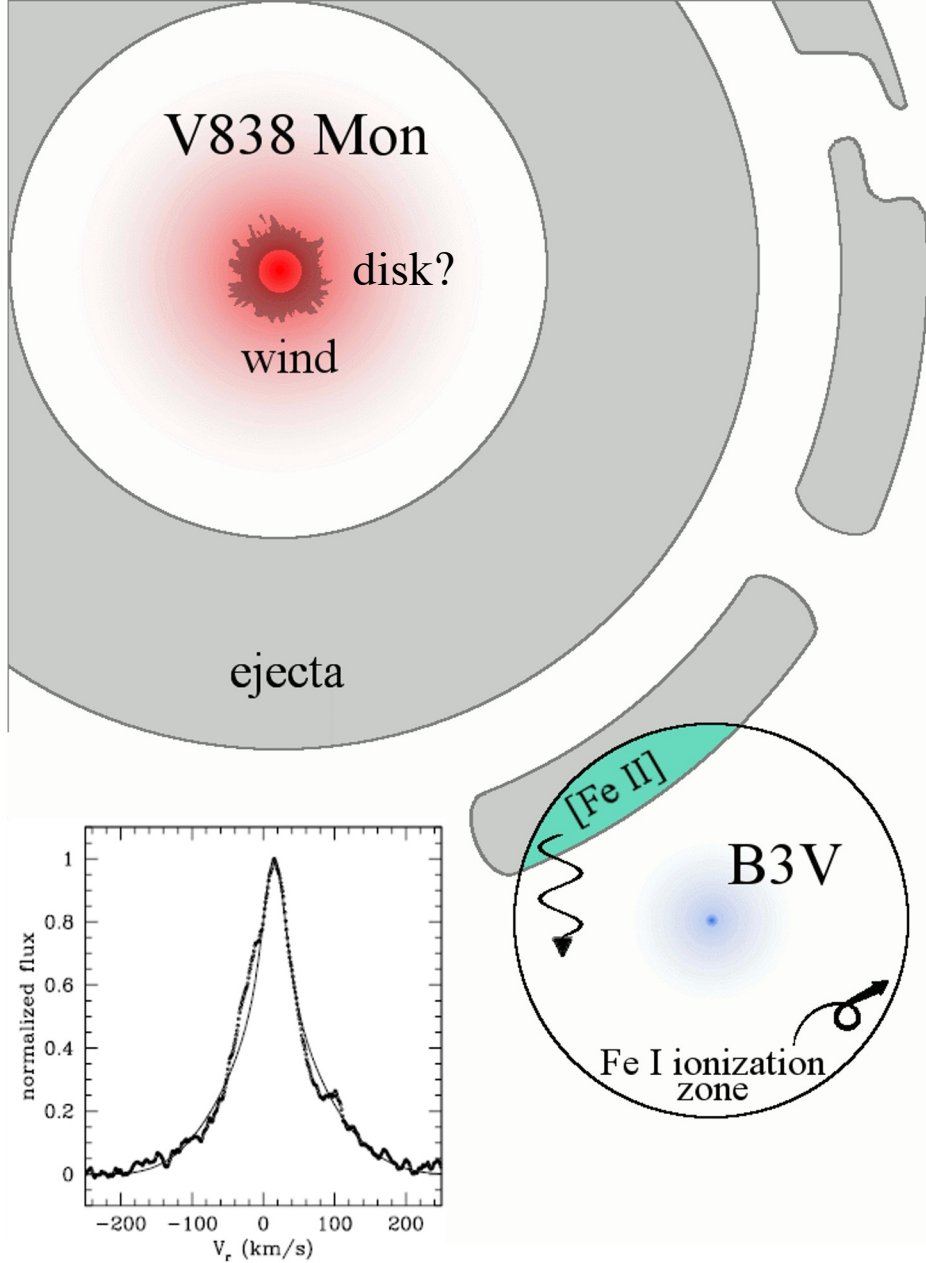 V838 Mon
disk?
wind
ejecta
[Fe II]
B3V
Fe I ionization
zone
normalized flux
1
0.8
0.6
0.4
0.2
0
−200 −100 0 100 200
Vr (km/s)